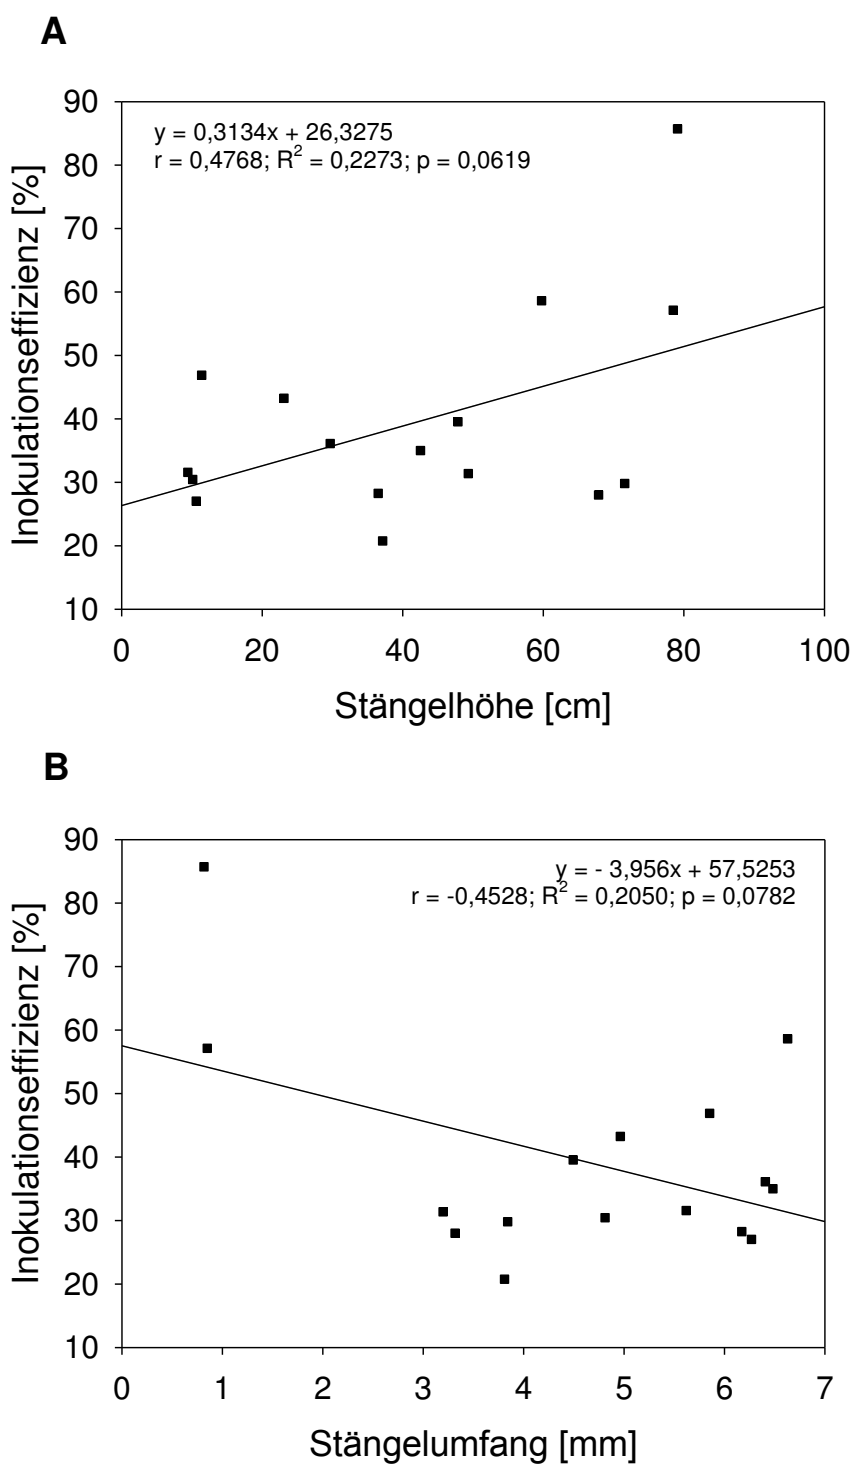 A
y = 0,3134x + 26,3275
r = 0,4768; R² = 0,2273; p = 0,0619
Inokulationseffizienz [%]
90
80
70
60
50
40
30
20
10
0 20 40 60 80 100
Stängelhöhe [cm]
B
y = - 3,956x + 57,5253
r = -0,4528; R² = 0,2050; p = 0,0782
Inokulationseffizienz [%]
90
80
70
60
50
40
30
20
10
0 1 2 3 4 5 6 7
Stängelumfang [mm]